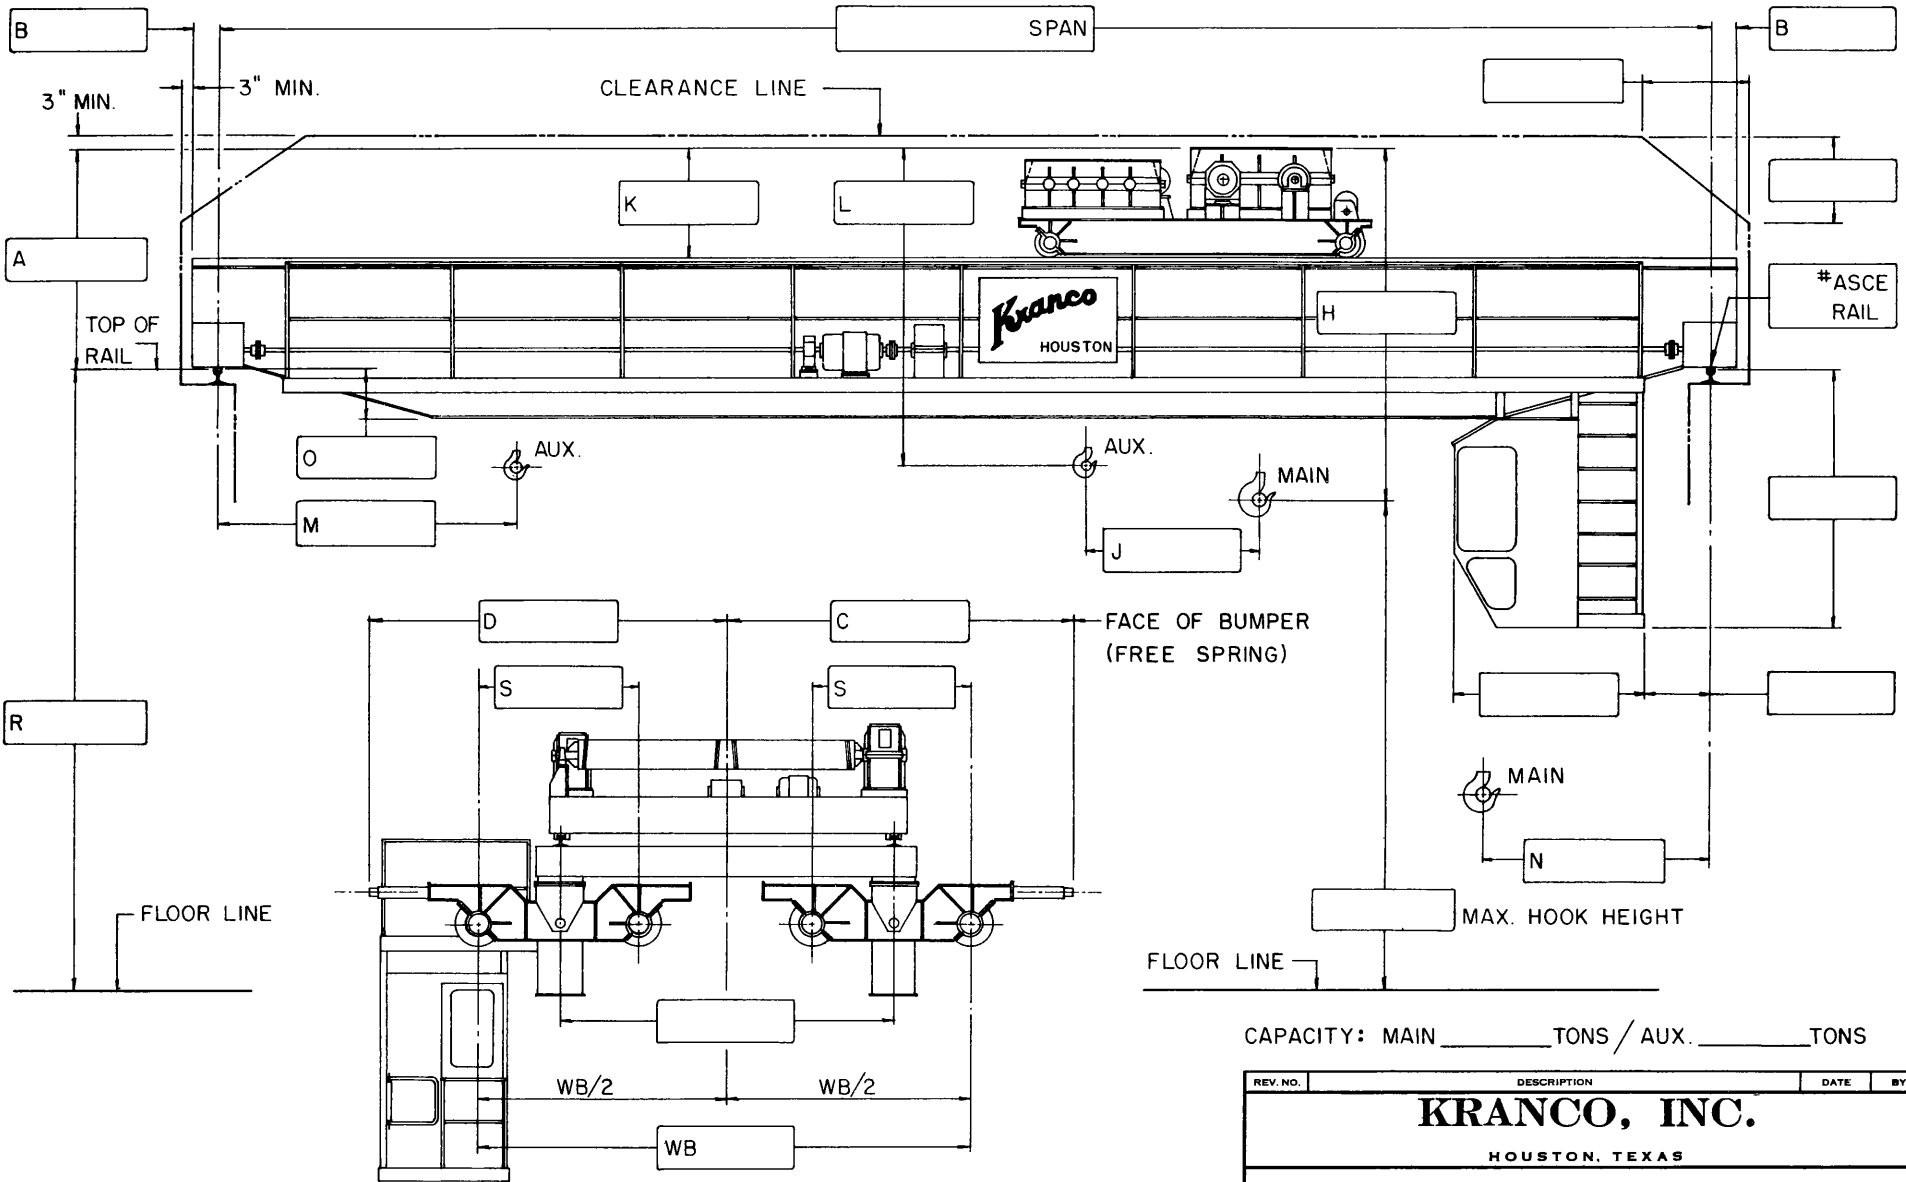 B
SPAN
B
3" MIN.
3" MIN.
CLEARANCE LINE
K
L
A
#ASCE
RAIL
H
Kranco
HOUSTON
TOP OF
RAIL
O
AUX.
AUX.
MAIN
M
J
D
C
FACE OF BUMPER
(FREE SPRING)
S
S
R
MAIN
N
FLOOR LINE
MAX. HOOK HEIGHT
FLOOR LINE
CAPACITY: MAIN ________ TONS / AUX. ________ TONS
WB/2
WB/2
WB
REV. NO. DESCRIPTION DATE BY
KRANCO, INC.
HOUSTON, TEXAS